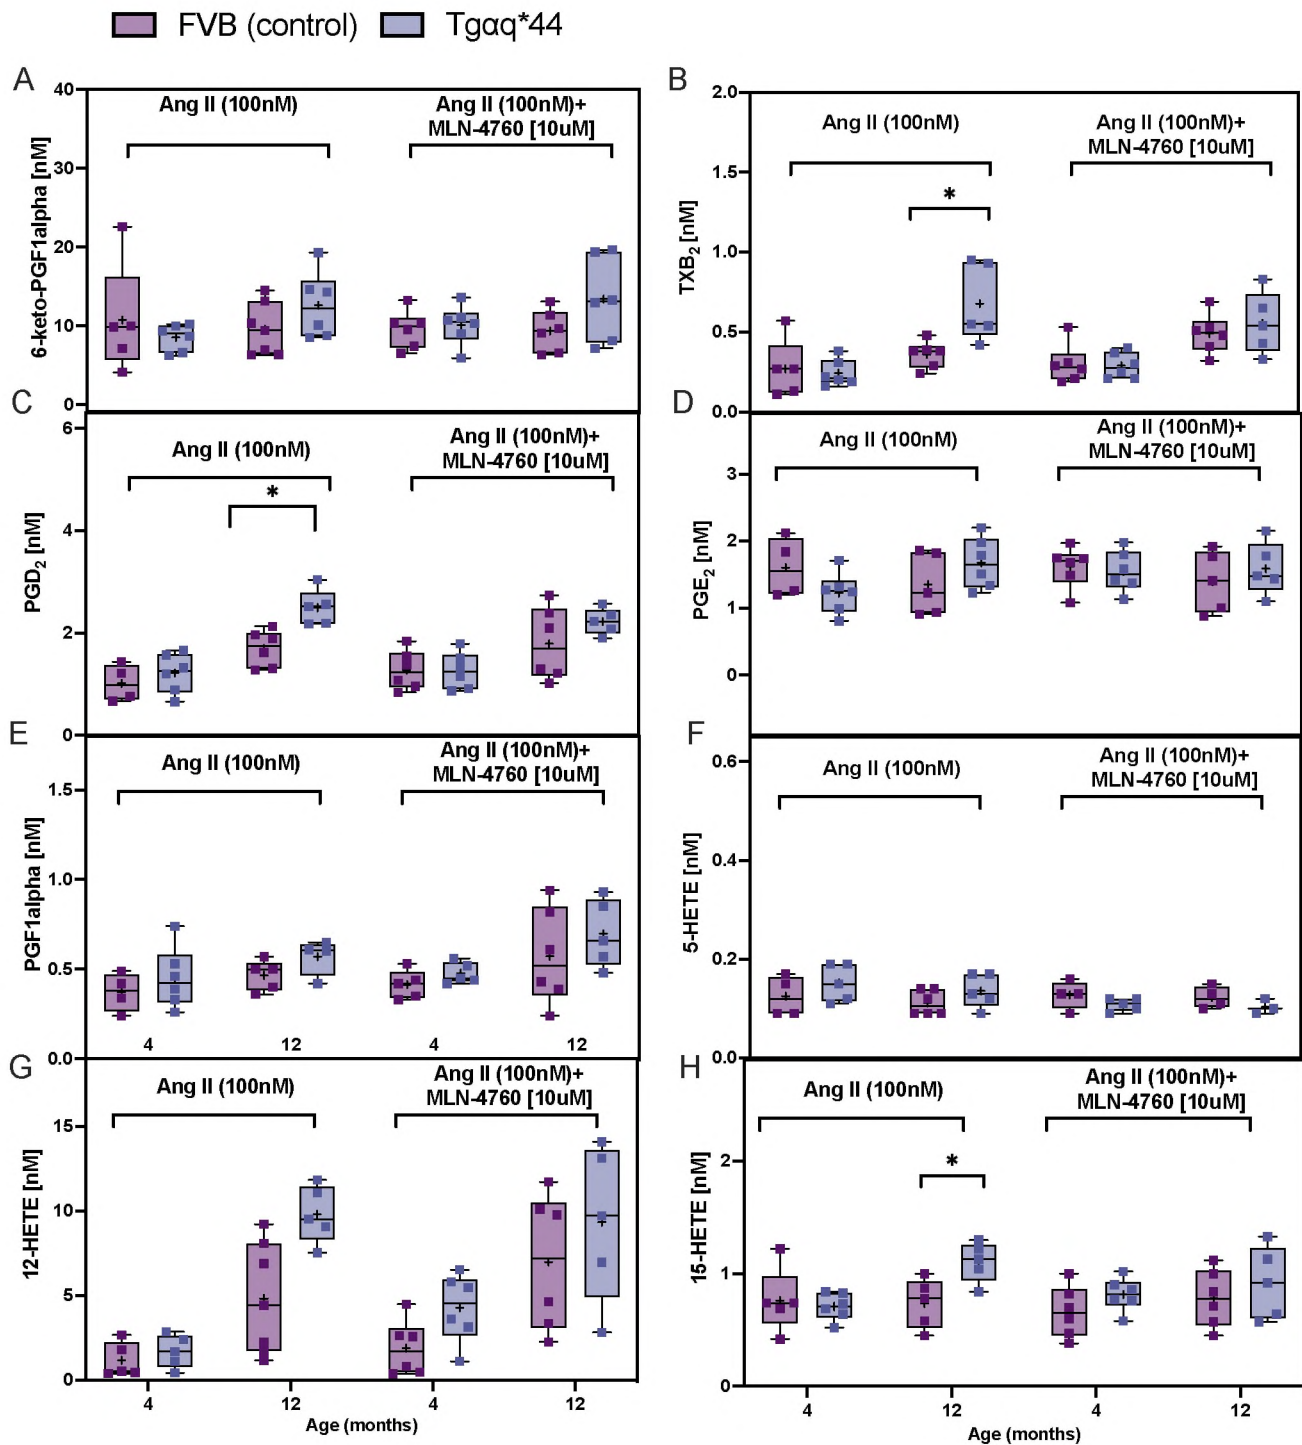 FVB (control) Tgαq*44
A
40
30
20
10
0
6-keto-PGF1alpha [nM]
Ang II (100nM)
Ang II (100nM)+
MLN-4760 [10uM]
B
2.0
1.5
1.0
0.5
0.0
TXB2 [nM]
Ang II (100nM)
Ang II (100nM)+
MLN-4760 [10uM]
*
C
6
4
2
0
PGD2 [nM]
Ang II (100nM)
Ang II (100nM)+
MLN-4760 [10uM]
*
D
3
2
1
0
PGE2 [nM]
Ang II (100nM)
Ang II (100nM)+
MLN-4760 [10uM]
E
1.5
1.0
0.5
0.0
PGF1alpha [nM]
Ang II (100nM)
Ang II (100nM)+
MLN-4760 [10uM]
4 12 4 12
F
0.6
0.4
0.2
0.0
5-HETE [nM]
Ang II (100nM)
Ang II (100nM)+
MLN-4760 [10uM]
G
15
10
5
0
12-HETE [nM]
Ang II (100nM)
Ang II (100nM)+
MLN-4760 [10uM]
4 12 4 12
Age (months)
H
2
1
0
15-HETE [nM]
Ang II (100nM)
Ang II (100nM)+
MLN-4760 [10uM]
*
4 12 4 12
Age (months)